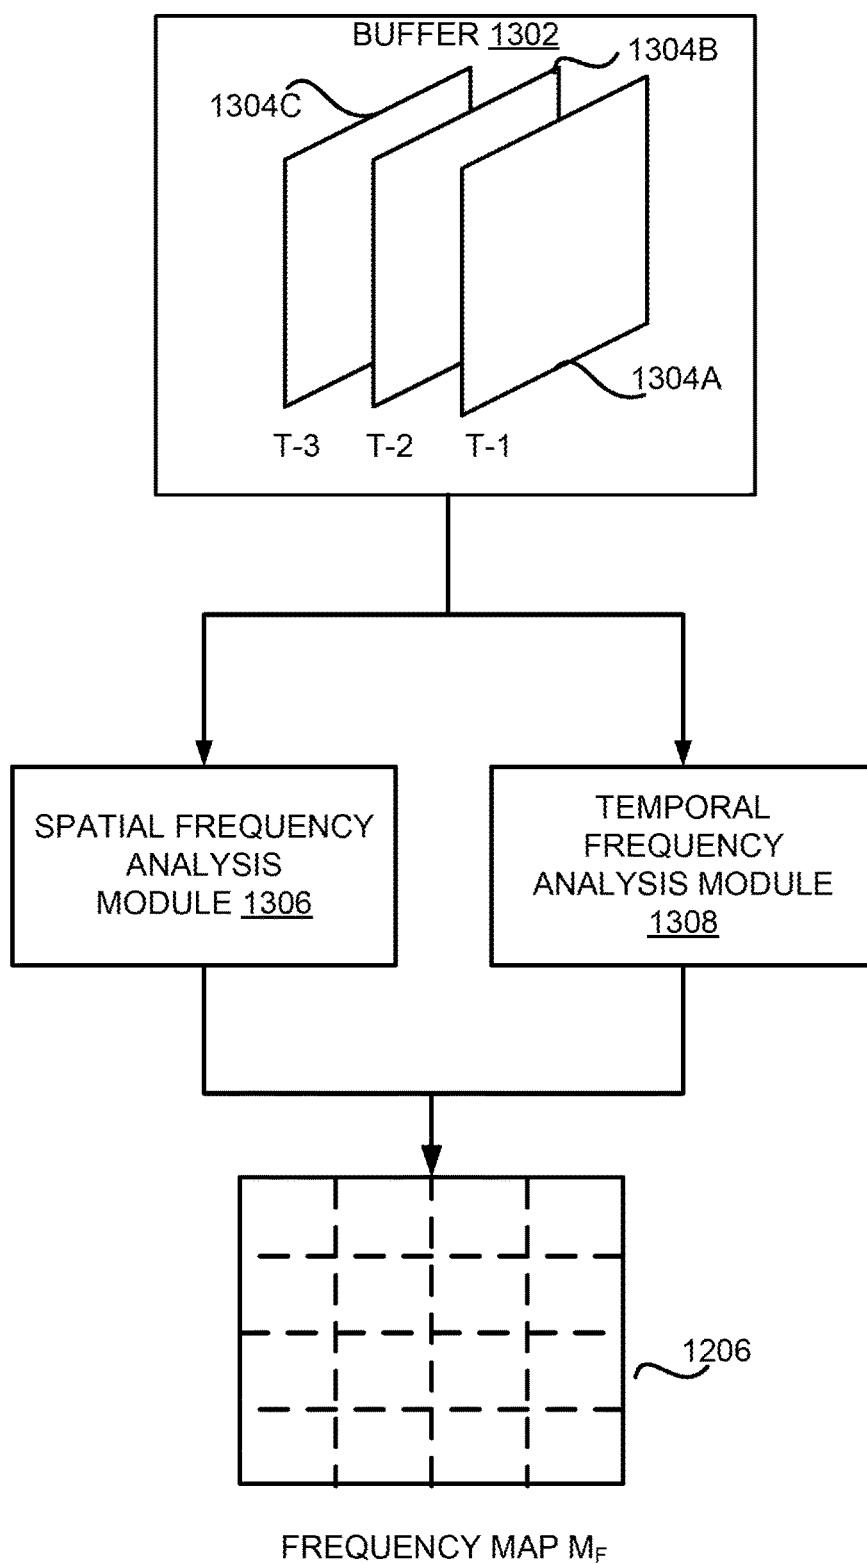 BUFFER 1302
1304B
1304C
1304A
T-3 T-2 T-1
SPATIAL FREQUENCY
ANALYSIS
MODULE 1306
TEMPORAL
FREQUENCY
ANALYSIS MODULE
1308
1206
FREQUENCY MAP MF